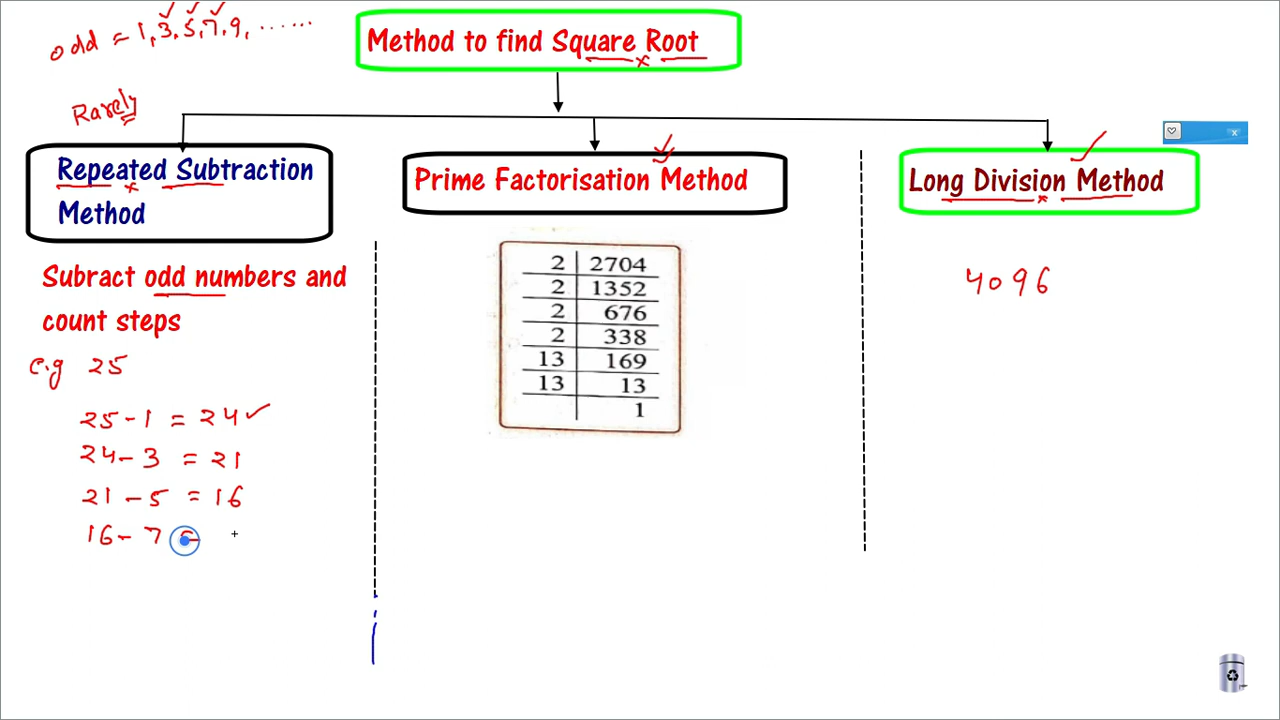 odd = 1, 3, 5, 7, 9, ......
Method to find Square Root
Rarely
Repeated Subtraction
Method
Prime Factorisation Method
Long Division Method
Subract odd numbers and
count steps
e.g 25
25 - 1 = 24
24 - 3 = 21
21 - 5 = 16
16 - 7
2 2704
2 1352
2 676
2 338
13 169
13 13
1
4096